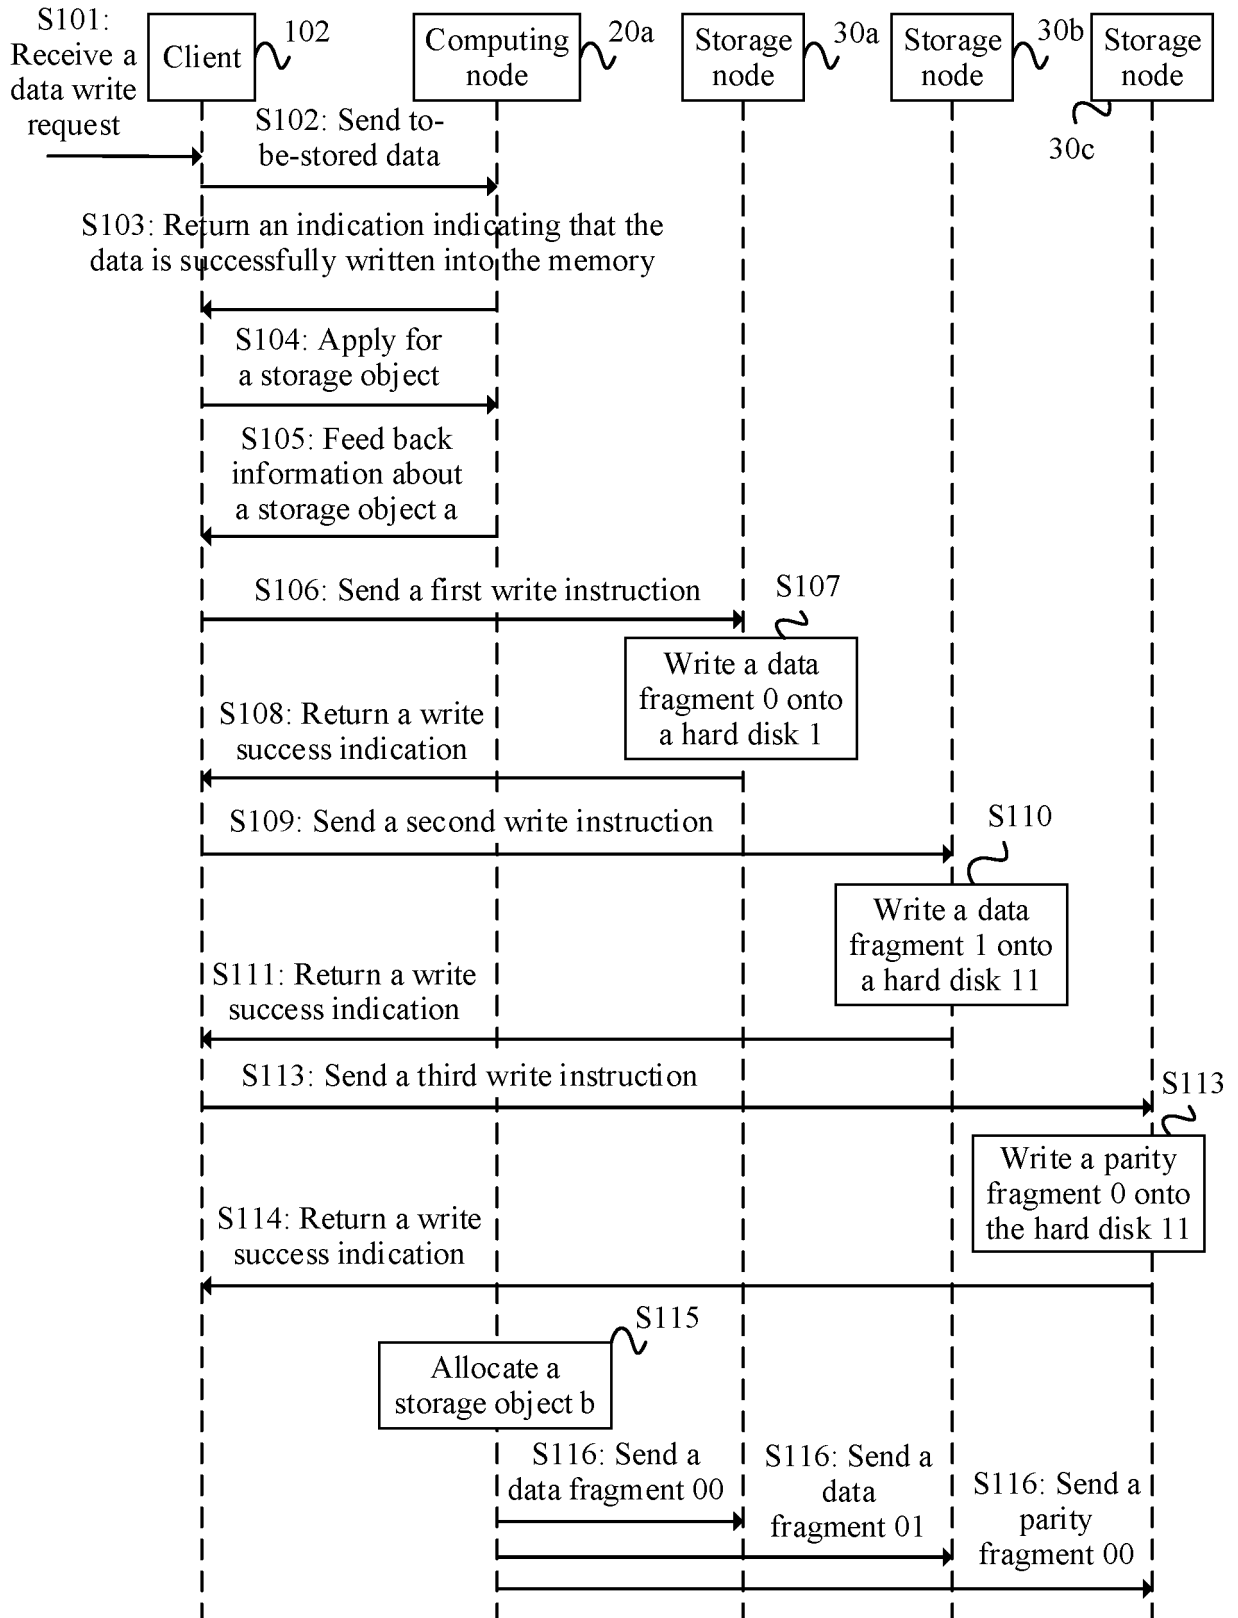 S101:
Receive a
data write
request
Client
102
Computing
node
20a
Storage
node
30a
Storage
node
30b
Storage
node
30c
S102: Send to-
be-stored data
S103: Return an indication indicating that the
data is successfully written into the memory
S104: Apply for
a storage object
S105: Feed back
information about
a storage object a
S106: Send a first write instruction
S107
Write a data
fragment 0 onto
a hard disk 1
S108: Return a write
success indication
S109: Send a second write instruction
S110
Write a data
fragment 1 onto
a hard disk 11
S111: Return a write
success indication
S113: Send a third write instruction
S113
Write a parity
fragment 0 onto
the hard disk 11
S114: Return a write
success indication
S115
Allocate a
storage object b
S116: Send a
data fragment 00
S116: Send a
data
fragment 01
S116: Send a
parity
fragment 00